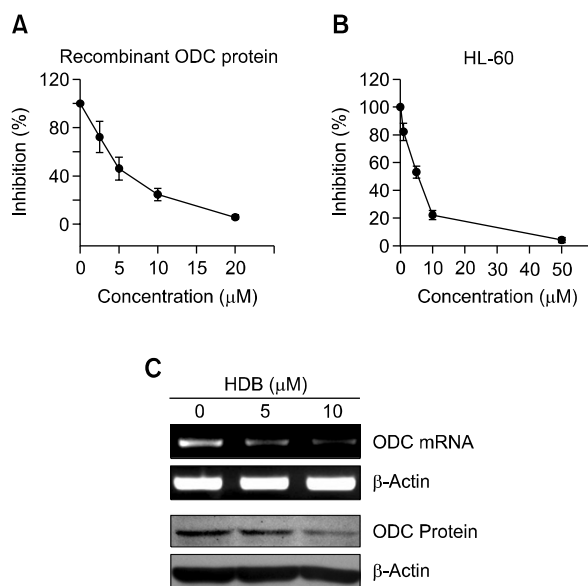 A
Recombinant ODC protein
Inhibition (%)
120
80
40
0
0 5 10 15 20
Concentration (μM)
B
HL-60
Inhibition (%)
120
100
80
60
40
20
0
0 10 20 30 40 50
Concentration (μM)
C
HDB (μM)
0 5 10
ODC mRNA
β-Actin
ODC Protein
β-Actin